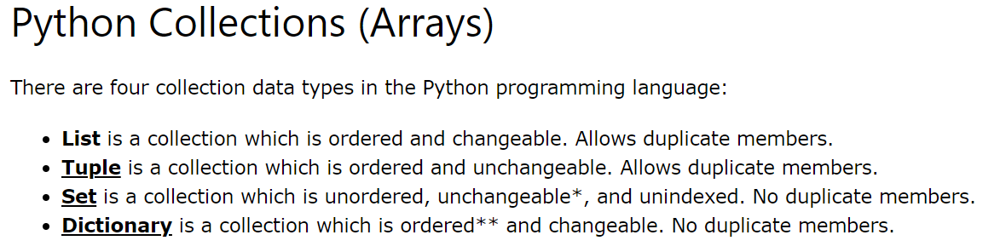 Python Collections (Arrays)
There are four collection data types in the Python programming language:
• List is a collection which is ordered and changeable. Allows duplicate members.
• Tuple is a collection which is ordered and unchangeable. Allows duplicate members.
• Set is a collection which is unordered, unchangeable*, and unindexed. No duplicate members.
• Dictionary is a collection which is ordered** and changeable. No duplicate members.